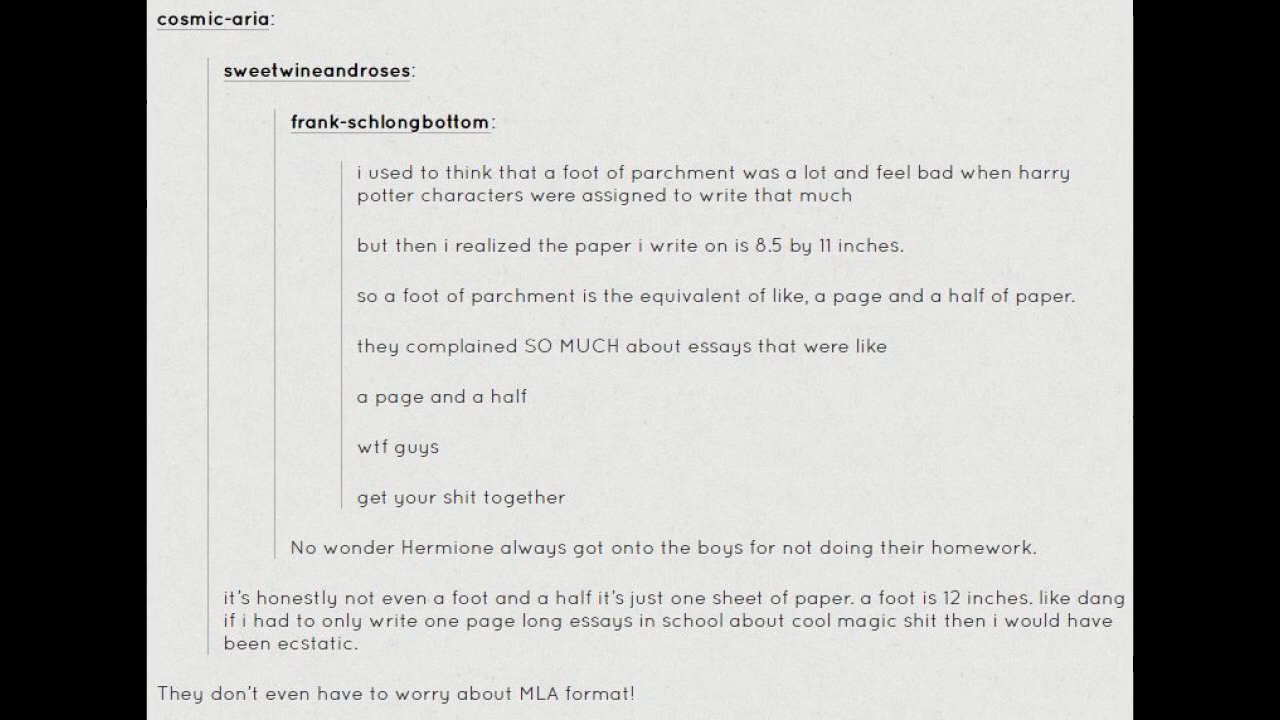 cosmic-aria:
sweetwineandroses:
frank-schlongbottom:
i used to think that a foot of parchment was a lot and feel bad when harry
potter characters were assigned to write that much
but then i realized the paper i write on is 8.5 by 11 inches.
so a foot of parchment is the equivalent of like, a page and a half of paper.
they complained SO MUCH about essays that were like
a page and a half
wtf guys
get your shit together
No wonder Hermione always got onto the boys for not doing their homework.
it's honestly not even a foot and a half it's just one sheet of paper. a foot is 12 inches. like dang
if i had to only write one page long essays in school about cool magic shit then i would have
been ecstatic.
They don't even have to worry about MLA format!